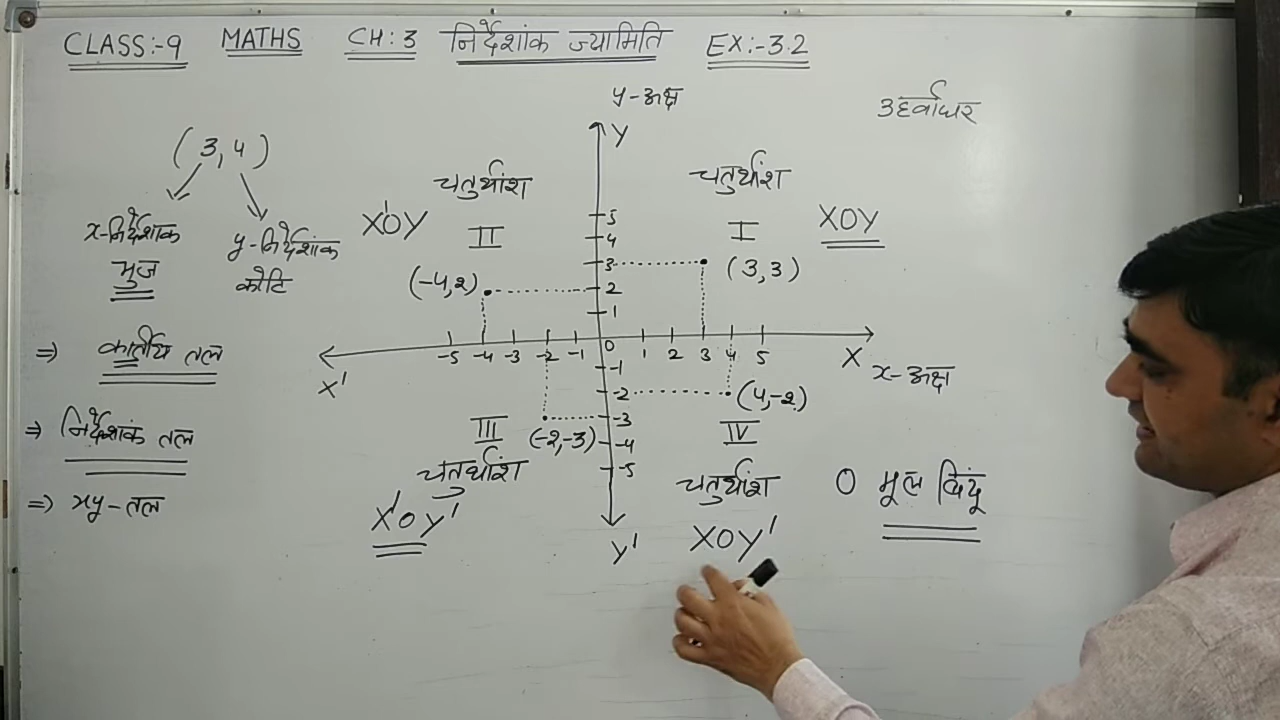 CLASS:-9 MATHS CH:3 निर्देशांक ज्यामिति EX:-3.2
y-अक्ष
उर्ध्वाधर
Y
(3,4)
x-निर्देशांक y-निर्देशांक
भुज कोटि
चतुर्थांश चतुर्थांश
X'OY II I XOY
(-4,2) (3,3)
5
4
3
2
1
-5 -4 -3 -2 -1 0 1 2 3 4 5
X' X x-अक्ष
-1
-2
-3
-4
-5
(4,-2)
III (-2,-3) IV
चतुर्थांश चतुर्थांश
X'OY' XOY'
Y'
O मूल बिंदू
⇒ कार्तीय तल
⇒ निर्देशांक तल
⇒ xy-तल